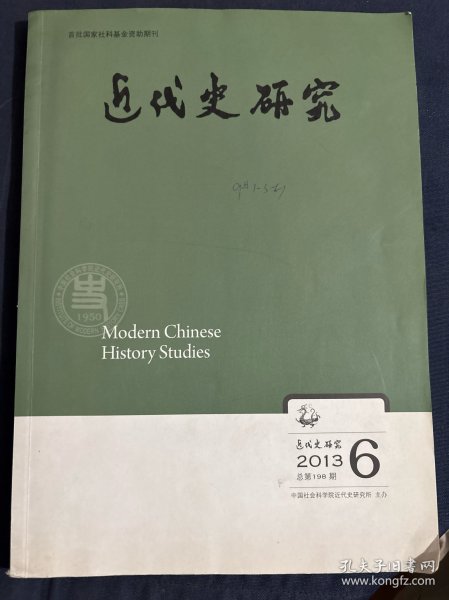 首批国家社科基金资助期刊
近代史研究
1950
Modern Chinese
History Studies
近代史研究
2013 6
总第198期
中国社会科学院近代史研究所 主办
孔夫子旧书网
www.kongfz.com